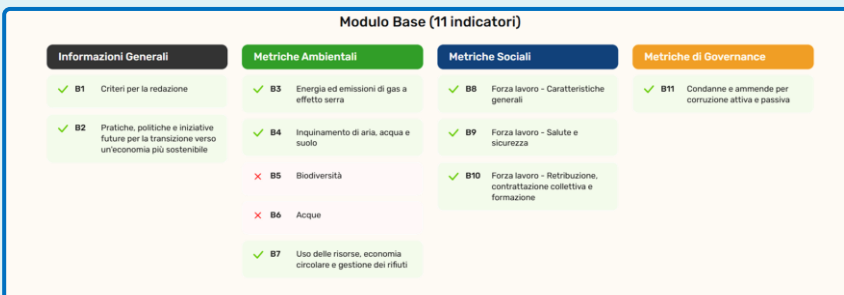 Modulo Base (11 indicatori)
Informazioni Generali
B1 Criteri per la redazione
B2 Pratiche, politiche e iniziative
future per la transizione verso
un'economia più sostenibile
Metriche Ambientali
B3 Energia ed emissioni di gas a
effetto serra
B4 Inquinamento di aria, acqua e
suolo
B5 Biodiversità
B6 Acque
B7 Uso delle risorse, economia
circolare e gestione dei rifiuti
Metriche Sociali
B8 Forza lavoro - Caratteristiche
generali
B9 Forza lavoro - Salute e
sicurezza
B10 Forza lavoro - Retribuzione,
contrattazione collettiva e
formazione
Metriche di Governance
B11 Condanne e ammende per
corruzione attiva e passiva